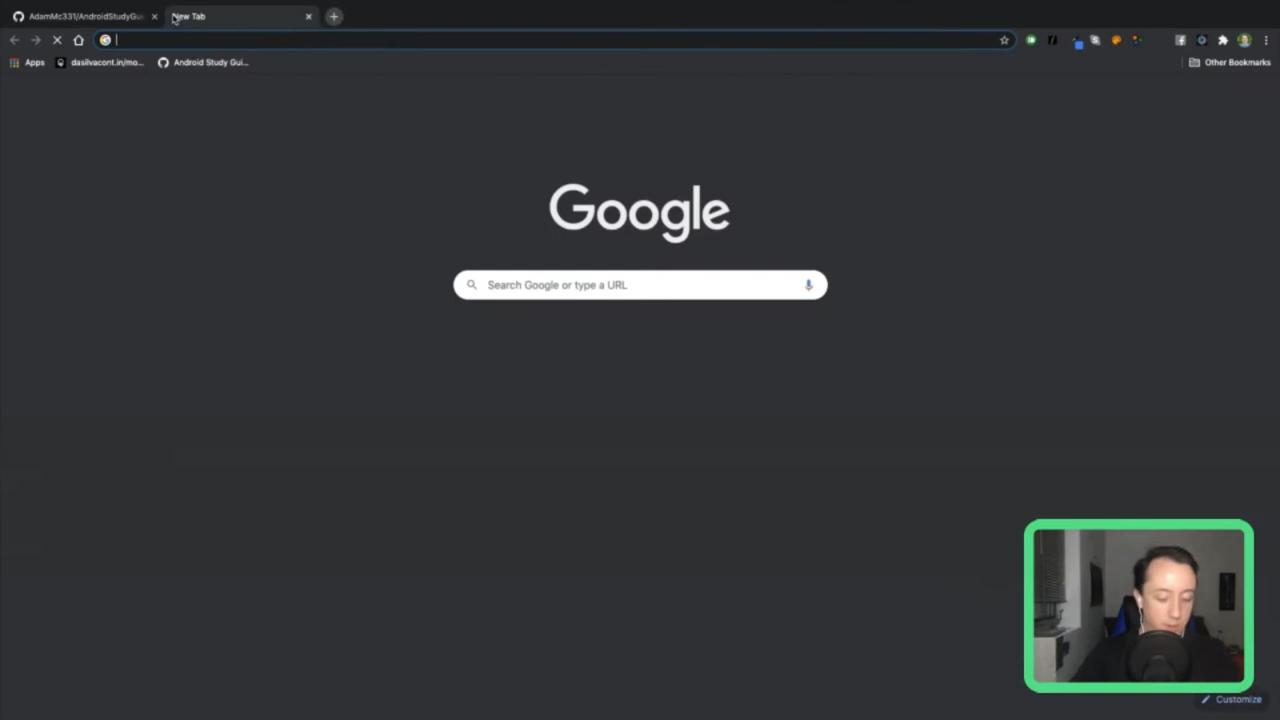 AdamMc331/AndroidStudyGui
New Tab
Apps
dasilvacont.in/mo...
Android Study Gui...
Other Bookmarks
Google
Search Google or type a URL
Customize